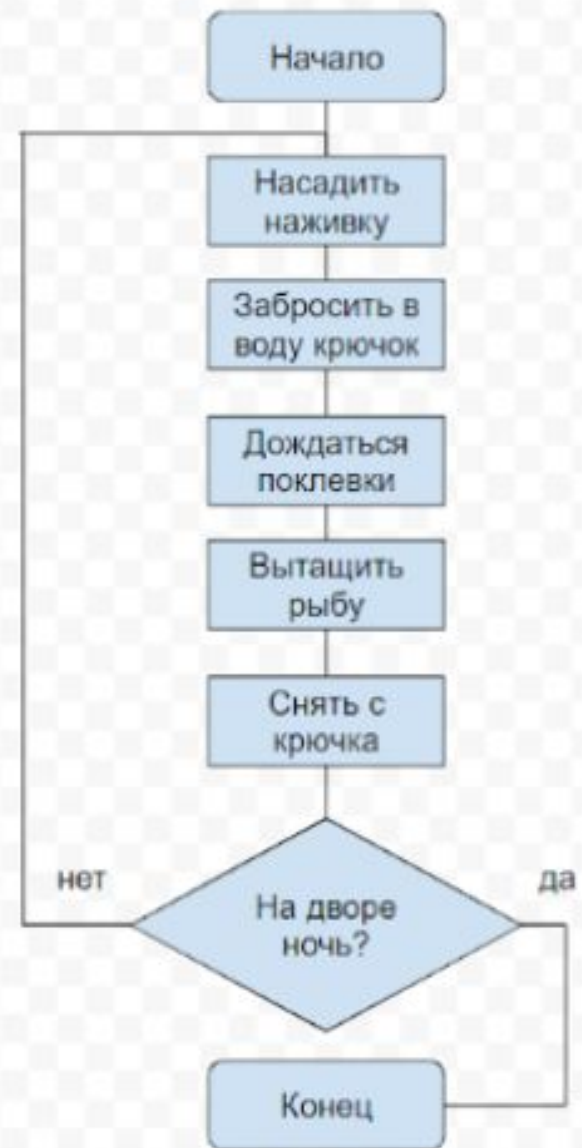 Начало
Насадить
наживку
Забросить в
воду крючок
Дождаться
поклевки
Вытащить
рыбу
Снять с
крючка
нет
да
На дворе
ночь?
Конец